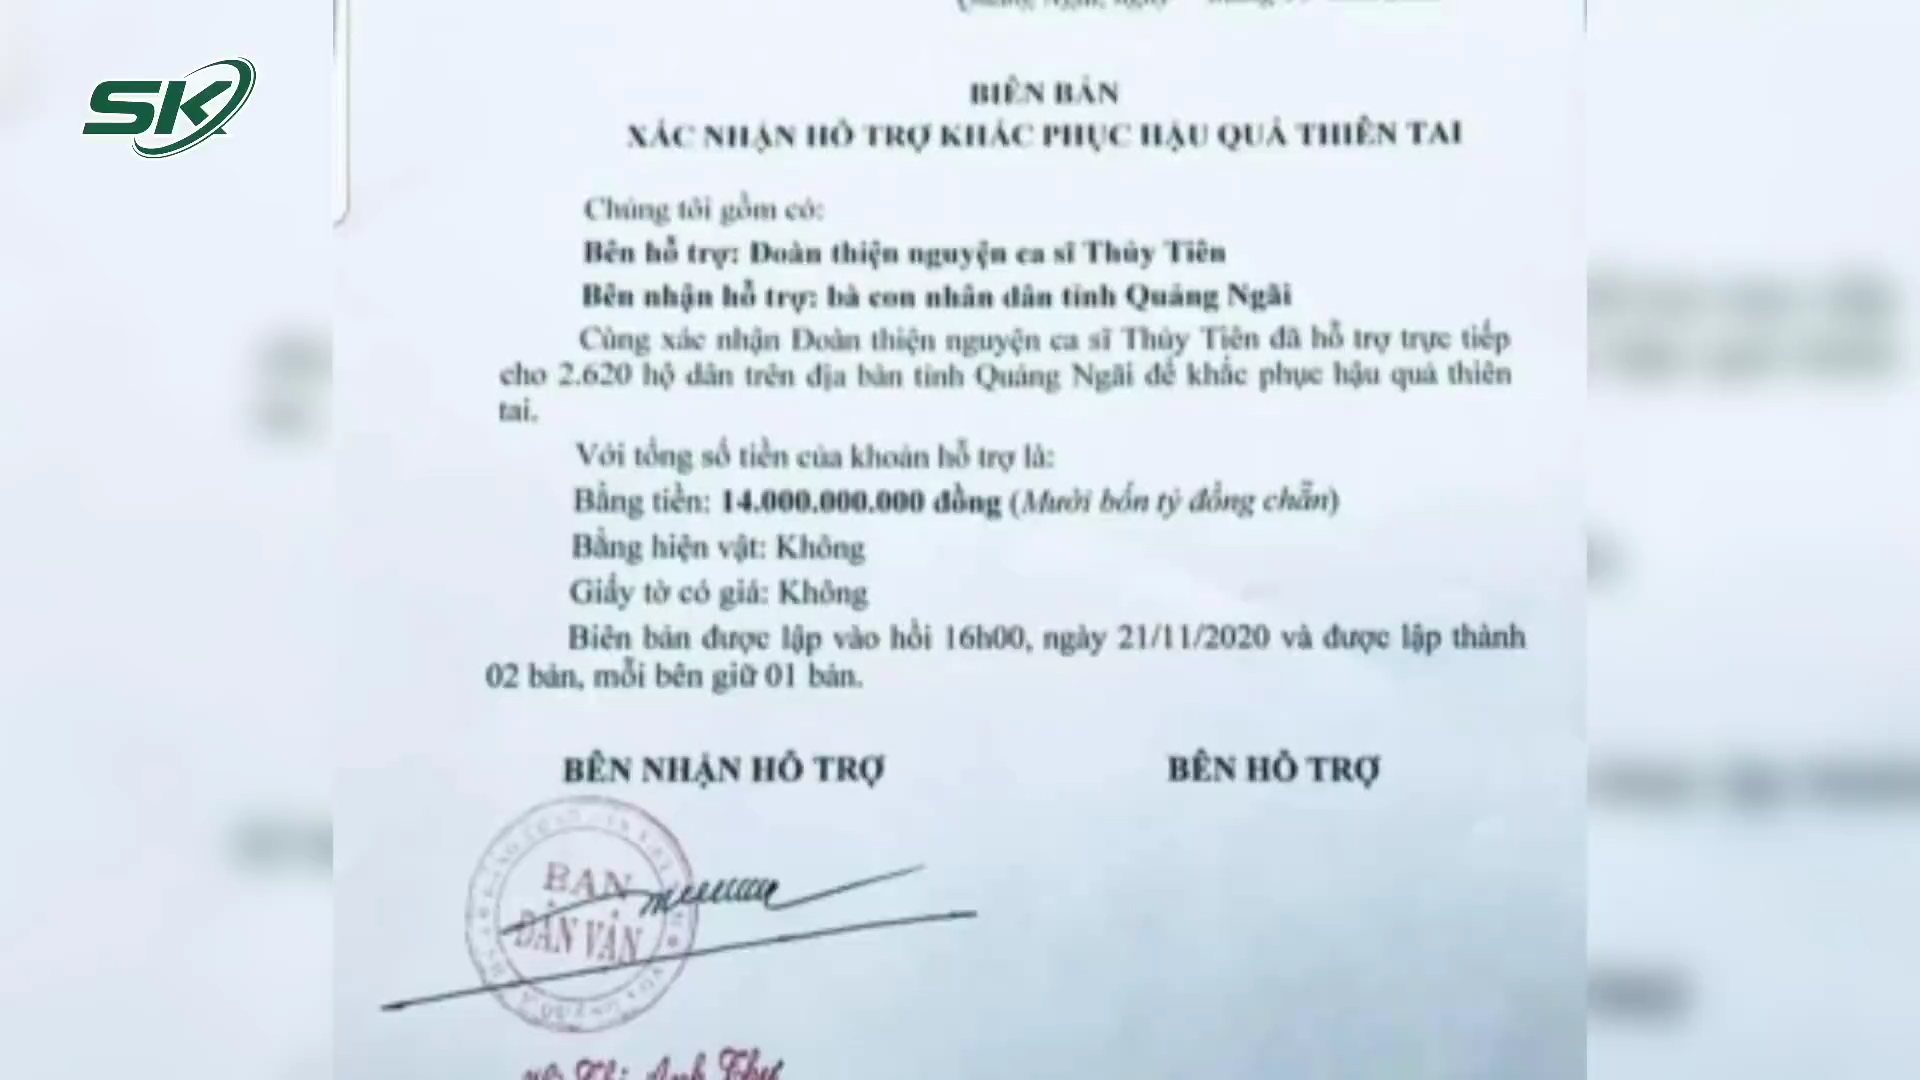 SK
BIÊN BẢN
XÁC NHẬN HỖ TRỢ KHẮC PHỤC HẬU QUẢ THIÊN TAI
Chúng tôi gồm có:
Bên hỗ trợ: Đoàn thiện nguyện ca sĩ Thủy Tiên
Bên nhận hỗ trợ: bà con nhân dân tỉnh Quảng Ngãi
Cùng xác nhận Đoàn thiện nguyện ca sĩ Thủy Tiên đã hỗ trợ trực tiếp
cho 2.620 hộ dân trên địa bàn tỉnh Quảng Ngãi để khắc phục hậu quả thiên
tai.
Với tổng số tiền của khoản hỗ trợ là:
Bằng tiền: 14.000.000.000 đồng (Mười bốn tỷ đồng chẵn)
Bằng hiện vật: Không
Giấy tờ có giá: Không
Biên bản được lập vào hồi 16h00, ngày 21/11/2020 và được lập thành
02 bản, mỗi bên giữ 01 bản.
BÊN NHẬN HỖ TRỢ
BÊN HỖ TRỢ
BAN
DÂN VẬN